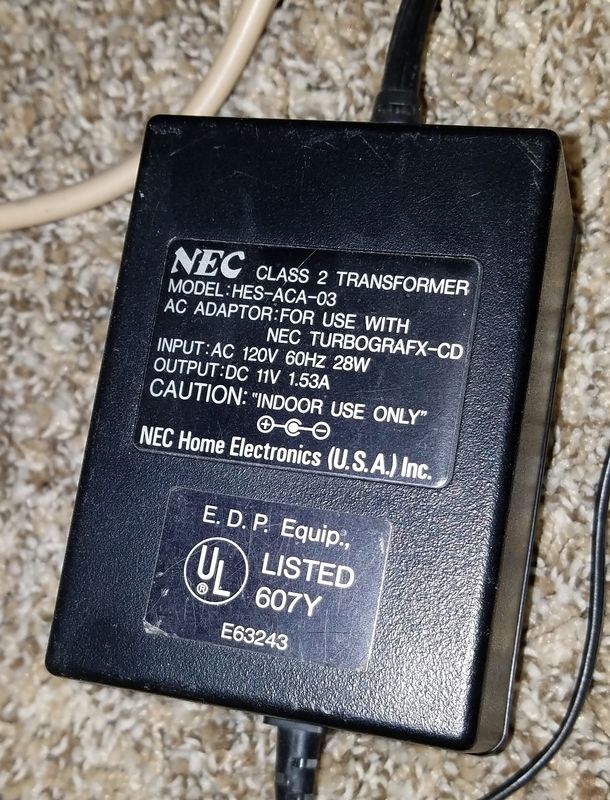 NEC CLASS 2 TRANSFORMER
MODEL:HES-ACA-03
AC ADAPTOR:FOR USE WITH
NEC TURBOGRAFX-CD
INPUT:AC 120V 60Hz 28W
OUTPUT:DC 11V 1.53A
CAUTION: "INDOOR USE ONLY"
NEC Home Electronics (U.S.A.) Inc.
E. D. P. Equip.,
UL® LISTED
607Y
E63243